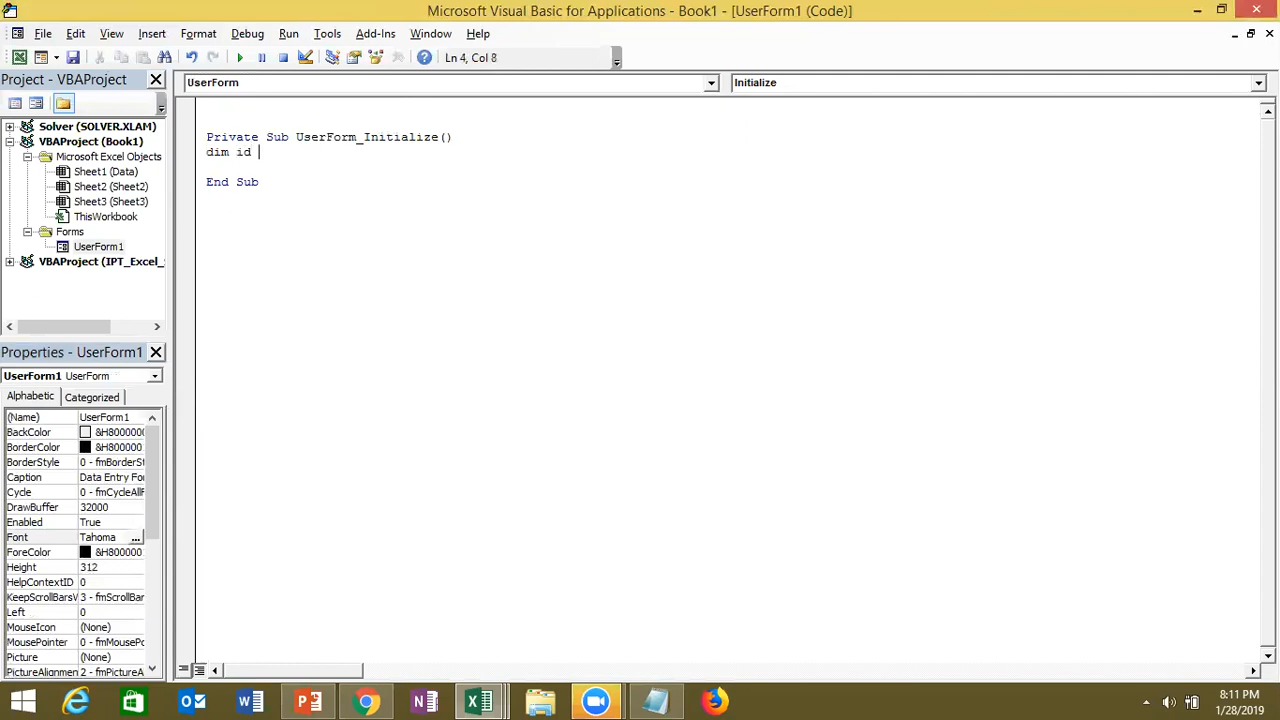 Microsoft Visual Basic for Applications - Book1 - [UserForm1 (Code)]
File Edit View Insert Format Debug Run Tools Add-Ins Window Help
Ln 4, Col 8
Project - VBAProject
UserForm
Initialize
Solver (SOLVER.XLAM)
VBAProject (Book1)
Microsoft Excel Objects
Sheet1 (Data)
Sheet2 (Sheet2)
Sheet3 (Sheet3)
ThisWorkbook
Forms
UserForm1
VBAProject (IPT_Excel_
Private Sub UserForm_Initialize()
dim id
End Sub
Properties - UserForm1
UserForm1 UserForm
Alphabetic Categorized
(Name) UserForm1
BackColor &H8000000
BorderColor &H800000
BorderStyle 0 - fmBorderSt
Caption Data Entry For
Cycle 0 - fmCycleAllF
DrawBuffer 32000
Enabled True
Font Tahoma ...
ForeColor &H800000
Height 312
HelpContextID 0
KeepScrollBarsV 3 - fmScrollBar
Left 0
MouseIcon (None)
MousePointer 0 - fmMousePo
Picture (None)
PictureAlignmen 2 - fmPictureA
8:11 PM
1/28/2019